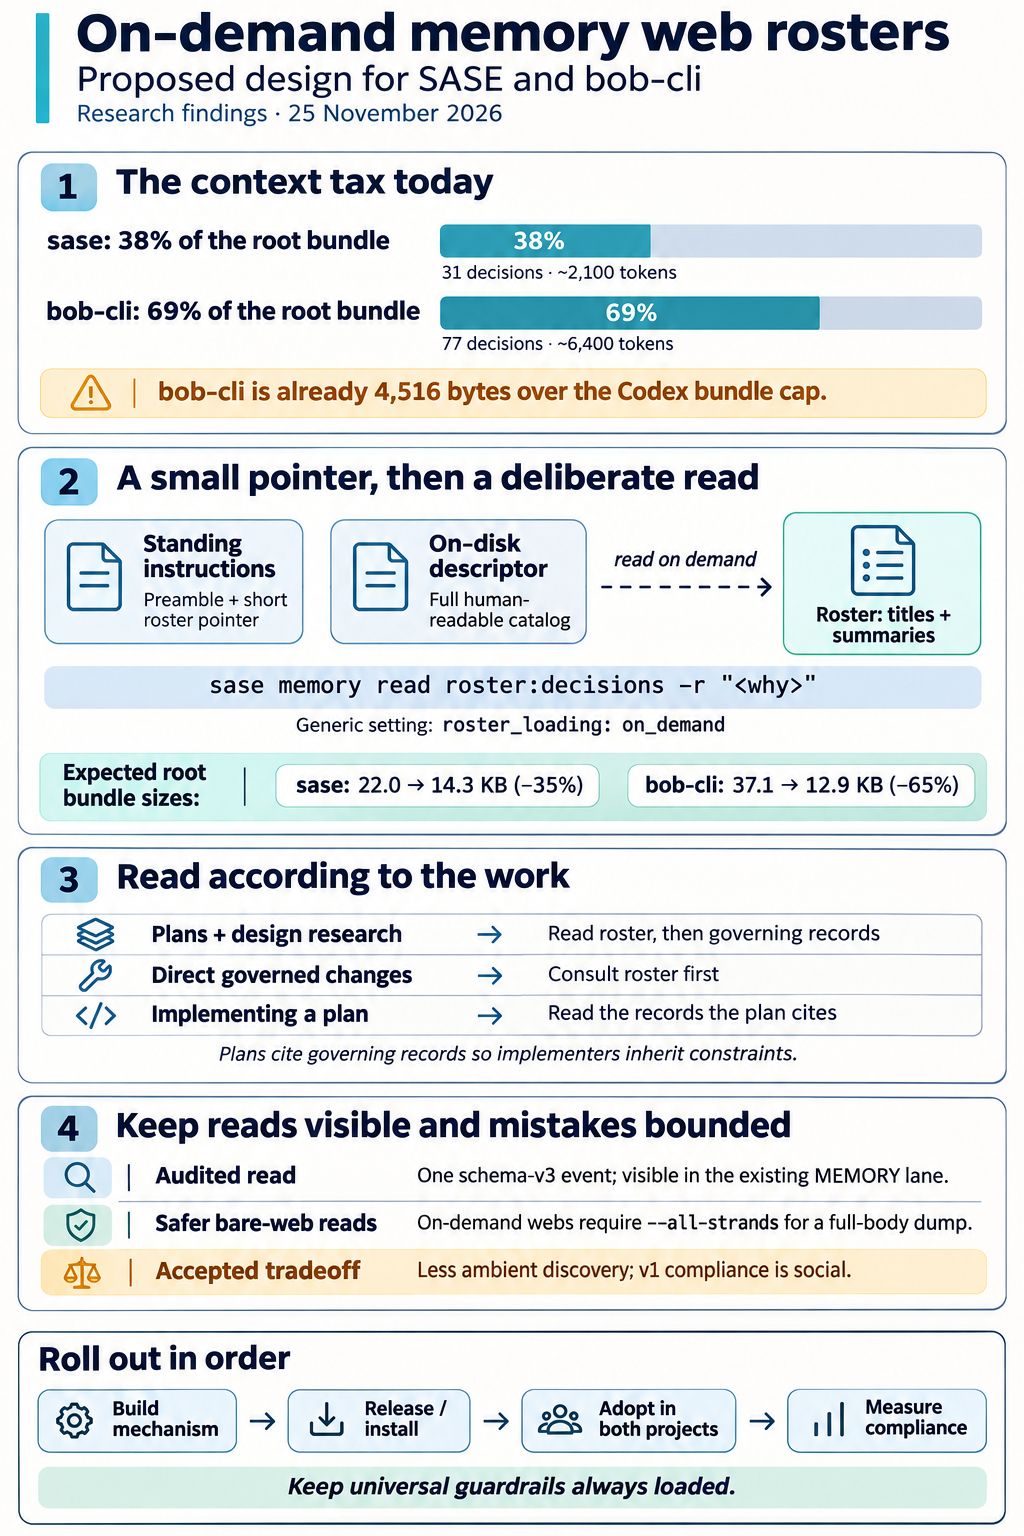 On-demand memory web rosters
Proposed design for SASE and bob-cli
Research findings · 25 November 2026
1 The context tax today
sase: 38% of the root bundle
38%
31 decisions · ~2,100 tokens
bob-cli: 69% of the root bundle
69%
77 decisions · ~6,400 tokens
bob-cli is already 4,516 bytes over the Codex bundle cap.
2 A small pointer, then a deliberate read
Standing
instructions
Preamble + short
roster pointer
On-disk
descriptor
Full human-
readable catalog
read on demand
Roster: titles +
summaries
sase memory read roster:decisions -r "<why>"
Generic setting: roster_loading: on_demand
Expected root
bundle sizes:
sase: 22.0 → 14.3 KB (−35%)
bob-cli: 37.1 → 12.9 KB (−65%)
3 Read according to the work
Plans + design research → Read roster, then governing records
Direct governed changes → Consult roster first
Implementing a plan → Read the records the plan cites
Plans cite governing records so implementers inherit constraints.
4 Keep reads visible and mistakes bounded
Audited read One schema-v3 event; visible in the existing MEMORY lane.
Safer bare-web reads On-demand webs require --all-strands for a full-body dump.
Accepted tradeoff Less ambient discovery; v1 compliance is social.
Roll out in order
Build
mechanism
Release /
install
Adopt in
both projects
Measure
compliance
Keep universal guardrails always loaded.